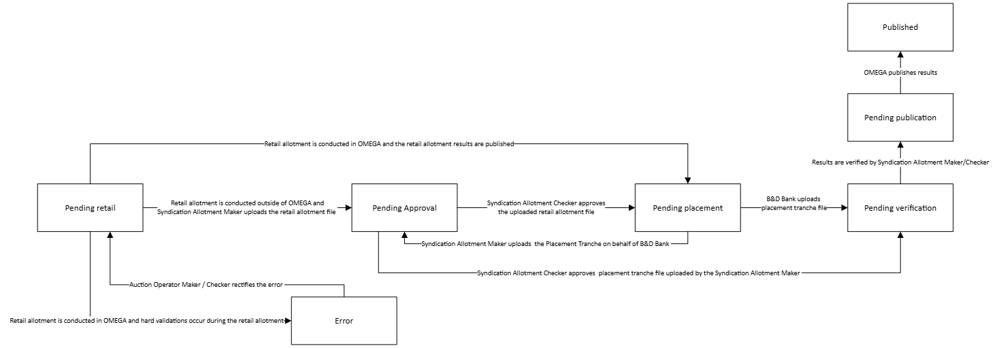 Published
OMEGA publishes results
Pending publication
Retail allotment is conducted in OMEGA and the retail allotment results are published
Results are verified by Syndication Allotment Maker/Checker
Pending retail
Retail allotment is conducted outside of OMEGA and
Syndication Allotment Maker uploads the retail allotment file
Pending Approval
Syndication Allotment Checker approves
the uploaded retail allotment file
Pending placement
B&D Bank uploads
placement tranche file
Pending verification
Syndication Allotment Maker uploads the Placement Tranche on behalf of B&D Bank
Syndication Allotment Checker approves placement tranche file uploaded by the Syndication Allotment Maker
Auction Operator Maker / Checker rectifies the error
Retail allotment is conducted in OMEGA and hard validations occur during the retail allotment
Error